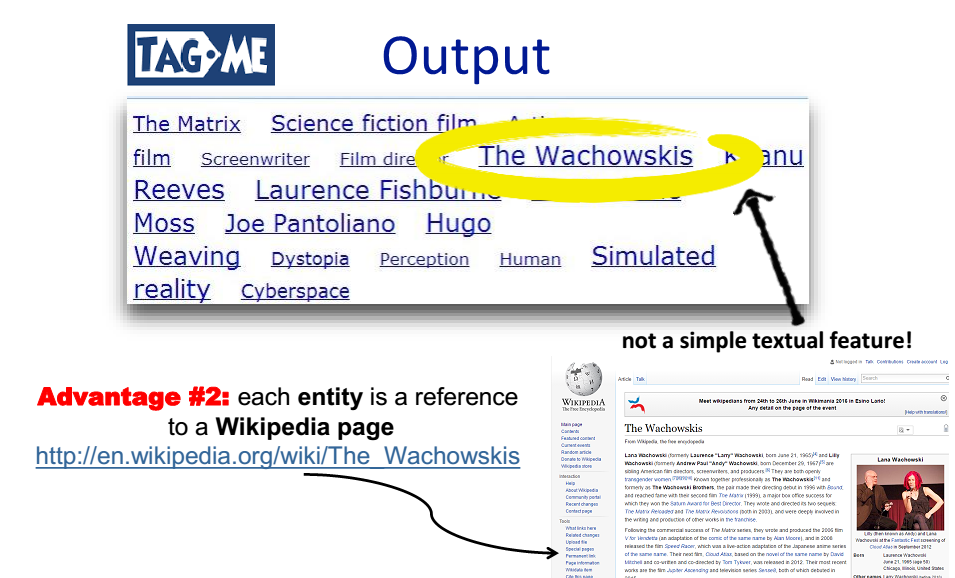 TAG ME
Output
The Matrix Science fiction film
film Screenwriter Film director The Wachowskis Keanu
Reeves Laurence Fishburne
Moss Joe Pantoliano Hugo
Weaving Dystopia Perception Human Simulated
reality Cyberspace
not a simple textual feature!
Advantage #2: each entity is a reference
to a Wikipedia page
http://en.wikipedia.org/wiki/The_Wachowskis
WIKIPEDIA
The Free Encyclopedia
Main page
Contents
Featured content
Current events
Random article
Donate to Wikipedia
Wikipedia store
Interaction
Help
About Wikipedia
Community portal
Recent changes
Contact page
Tools
What links here
Related changes
Upload file
Special pages
Permanent link
Page information
Wikidata item
Cite this page
Not logged in Talk Contributions Create account Log
Article Talk Read Edit View history Search
Meet wikipedians from 24th to 26th June in Wikimania 2016 in Esino Lario!
Any detail on the page of the event
[Help with translations!]
The Wachowskis
From Wikipedia, the free encyclopedia
Lana Wachowski (formerly Laurence "Larry" Wachowski, born June 21, 1965) and Lilly
Wachowski (formerly Andrew Paul "Andy" Wachowski, born December 29, 1967) are
sibling American film directors, screenwriters, and producers. They are both openly
transgender women. Known together professionally as The Wachowskis and
formerly as The Wachowski Brothers, the pair made their directing debut in 1996 with Bound,
and reached fame with their second film The Matrix (1999), a major box office success for
which they won the Saturn Award for Best Director. They wrote and directed its two sequels:
The Matrix Reloaded and The Matrix Revolutions (both in 2003), and were deeply involved in
the writing and production of other works in the franchise.
Following the commercial success of The Matrix series, they wrote and produced the 2006 film
V for Vendetta (an adaptation of the comic of the same name by Alan Moore), and in 2008
released the film Speed Racer, which was a live-action adaptation of the Japanese anime series
of the same name. Their next film, Cloud Atlas, based on the novel of the same name by David
Mitchell and co-written and co-directed by Tom Tykwer, was released in 2012. Their most recent
works are the film Jupiter Ascending and television series Sense8, both of which debuted in
Lana Wachowski
Lilly (then known as Andy) and Lana
Wachowski at the Fantastic Fest screening of
Cloud Atlas in September 2012
Born Laurence Wachowski
June 21, 1965 (age 50)
Chicago, Illinois, United States
Other names Larry Wachowski